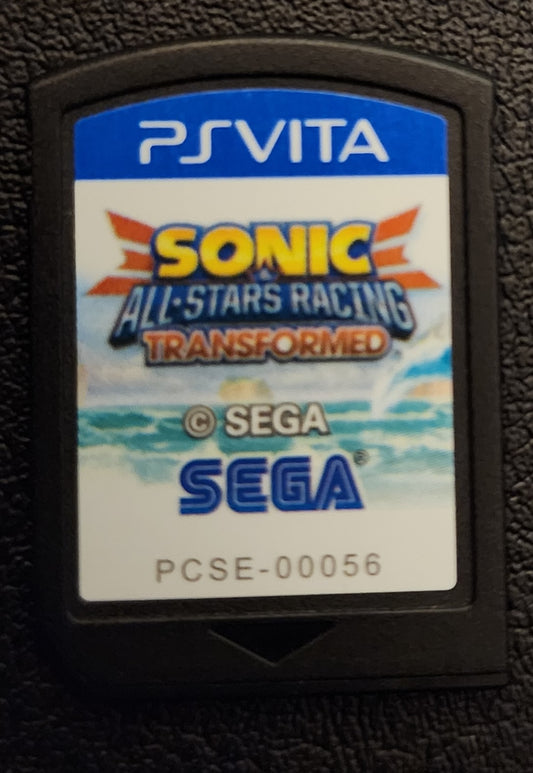 PSVITA
SONIC
&
ALL•STARS RACING
TRANSFORMED
© SEGA
SEGA®
PCSE-00056